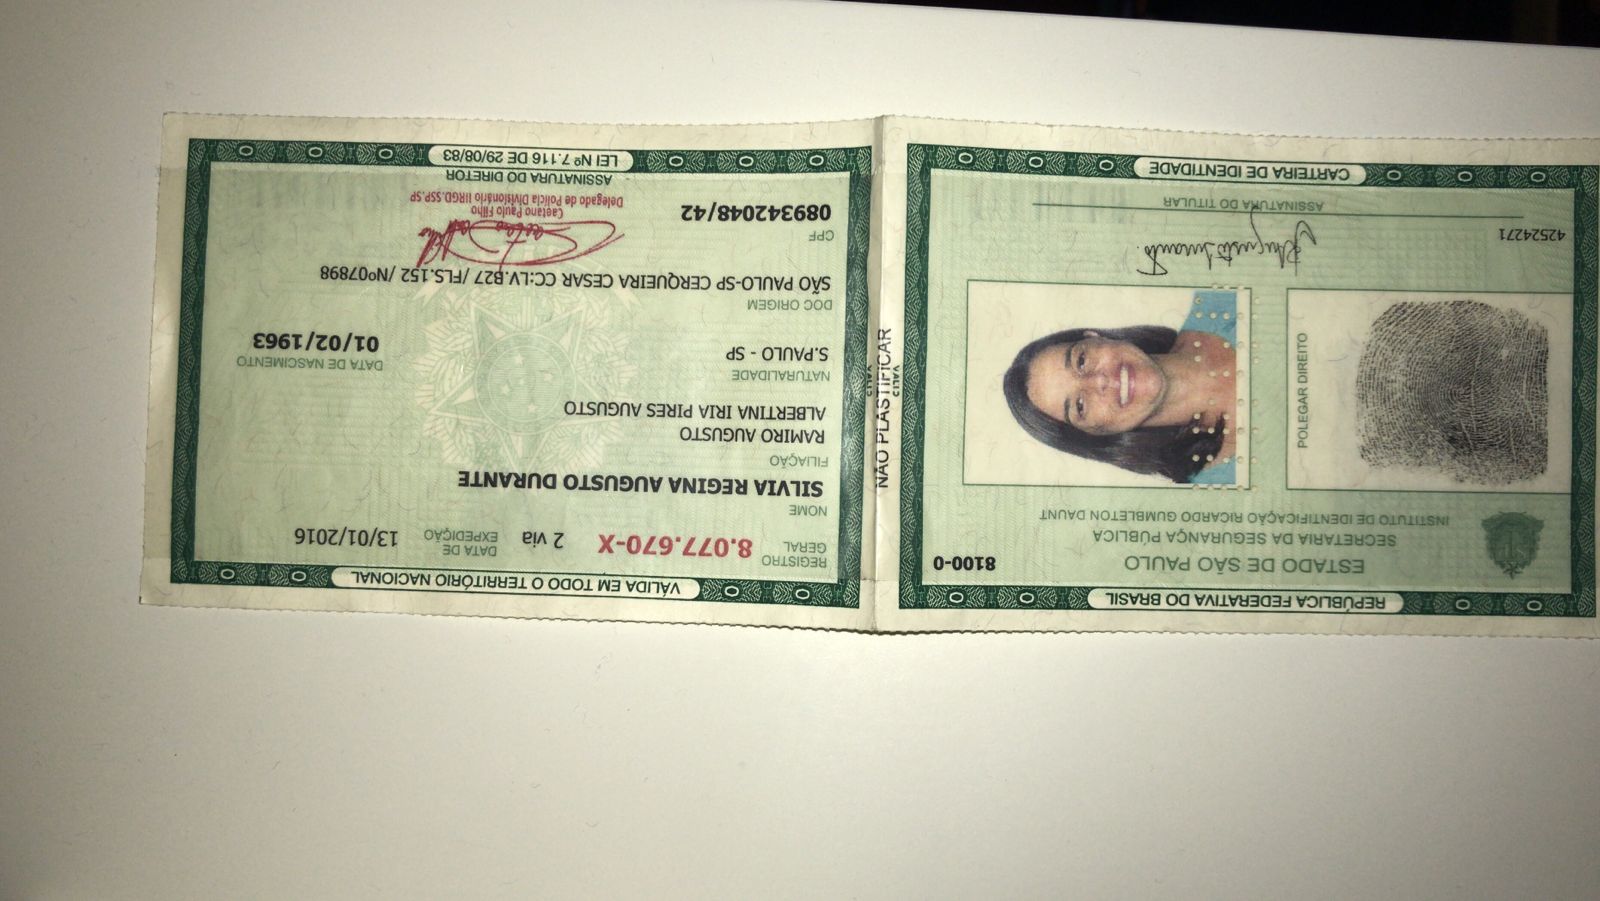 REPÚBLICA FEDERATIVA DO BRASIL
ESTADO DE SÃO PAULO
8100-0
SECRETARIA DA SEGURANÇA PÚBLICA
INSTITUTO DE IDENTIFICAÇÃO RICARDO GUMBLETON DAUNT
POLEGAR DIREITO
42524271
ASSINATURA DO TITULAR
CARTEIRA DE IDENTIDADE
NÃO PLASTIFICAR
VÁLIDA EM TODO O TERRITÓRIO NACIONAL
REGISTRO GERAL 8.077.670-X 2 via DATA DE EXPEDIÇÃO 13/01/2016
NOME
SILVIA REGINA AUGUSTO DURANTE
FILIAÇÃO
RAMIRO AUGUSTO
ALBERTINA IRIA PIRES AUGUSTO
NATURALIDADE DATA DE NASCIMENTO
S.PAULO - SP 01/02/1963
DOC ORIGEM
SÃO PAULO-SP CERQUEIRA CESAR CC:LV.B27 /FLS.152 /Nº07898
CPF
089342048/42
Caetano Paulo Filho
Delegado de Polícia Divisionário IIRGD.SSP.SP
ASSINATURA DO DIRETOR
LEI Nº 7.116 DE 29/08/83